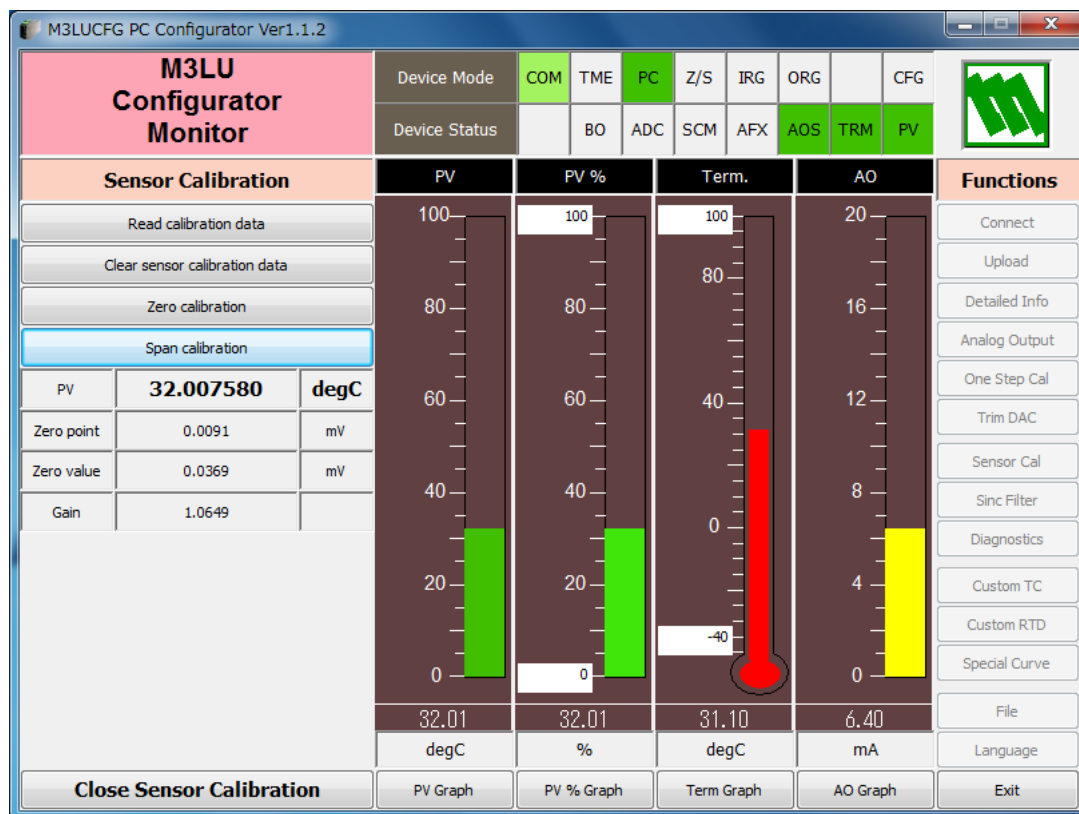 M3LUCFG PC Configurator Ver1.1.2
M3LU
Configurator
Monitor
Device Mode COM TME PC Z/S IRG ORG CFG
Device Status BO ADC SCM AFX AOS TRM PV
Sensor Calibration
Read calibration data
Clear sensor calibration data
Zero calibration
Span calibration
PV 32.007580 degC
Zero point 0.0091 mV
Zero value 0.0369 mV
Gain 1.0649
Close Sensor Calibration
PV
100
80
60
40
20
0
32.01
degC
PV Graph
PV %
100
80
60
40
20
0
32.01
%
PV % Graph
Term.
100
80
40
0
-40
31.10
degC
Term Graph
AO
20
16
12
8
4
0
6.40
mA
AO Graph
Functions
Connect
Upload
Detailed Info
Analog Output
One Step Cal
Trim DAC
Sensor Cal
Sinc Filter
Diagnostics
Custom TC
Custom RTD
Special Curve
File
Language
Exit